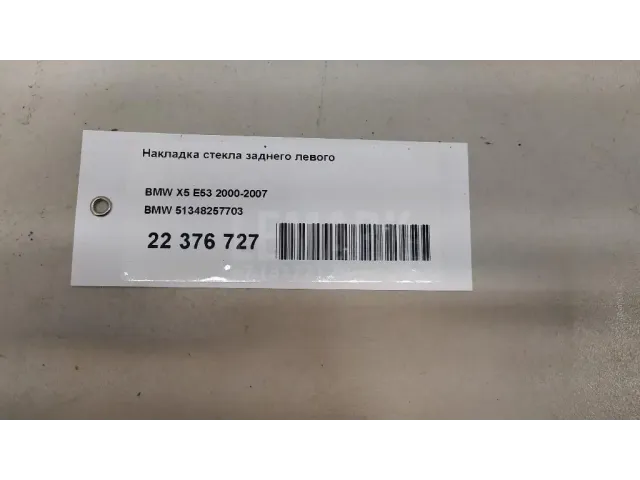 Накладка стекла заднего левого
BMW X5 E53 2000-2007
BMW 51348257703
22 376 727